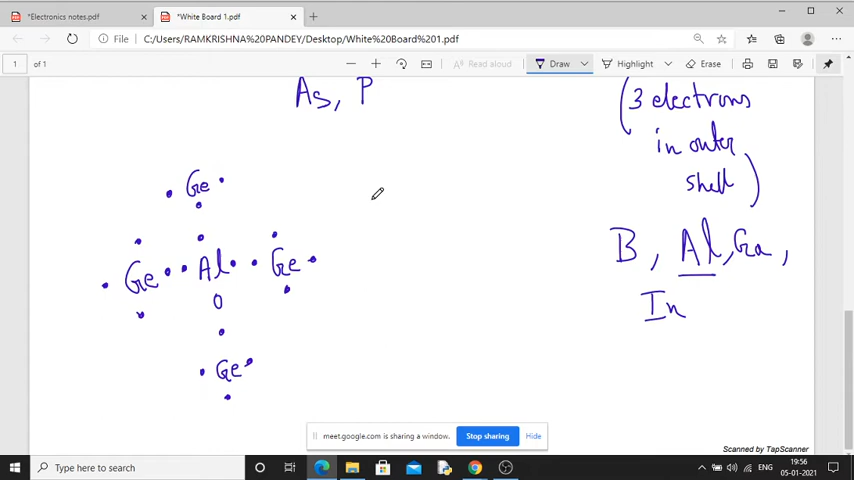 *Electronics notes.pdf
*White Board 1.pdf
File
C:/Users/RAMKRISHNA%20PANDEY/Desktop/White%20Board%201.pdf
1 of 1
Read aloud
Draw
Highlight
Erase
As, P
(3 electrons
in outer
shell)
Ge
Ge Al Ge
O
Ge
B, Al, Ga,
In
meet.google.com is sharing a window.
Stop sharing
Hide
Scanned by TapScanner
Type here to search
ENG
19:56
05-01-2021